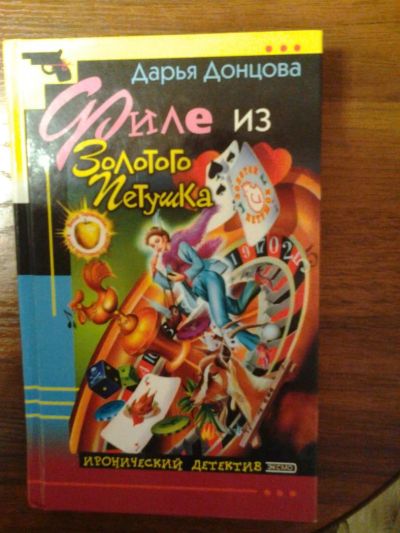 Дарья Донцова
Филе из
Золотого
Петушка
ИРОНИЧЕСКИЙ ДЕТЕКТИВ ЭКСМО